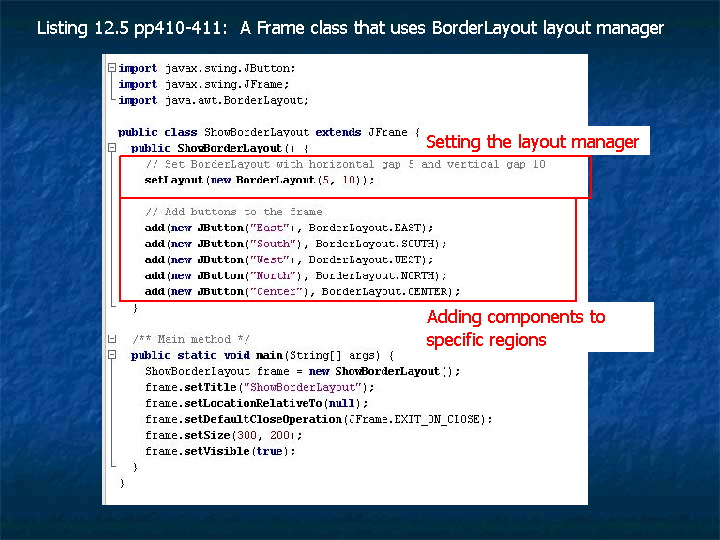 Listing 12.5 pp410-411:  A Frame class that uses BorderLayout layout manager
import javax.swing.JButton;
import javax.swing.JFrame;
import java.awt.BorderLayout;
public class ShowBorderLayout extends JFrame {
Setting the layout manager
public ShowBorderLayout() {
// Set BorderLayout with horizontal gap 5 and vertical gap 10
setLayout(new BorderLayout(5, 10));
// Add buttons to the frame
add(new JButton("East"), BorderLayout.EAST);
add(new JButton("South"), BorderLayout.SOUTH);
add(new JButton("West"), BorderLayout.WEST);
add(new JButton("North"), BorderLayout.NORTH);
add(new JButton("Center"), BorderLayout.CENTER);
}
Adding components to
specific regions
/** Main method */
public static void main(String[] args) {
ShowBorderLayout frame = new ShowBorderLayout();
frame.setTitle("ShowBorderLayout");
frame.setLocationRelativeTo(null);
frame.setDefaultCloseOperation(JFrame.EXIT_ON_CLOSE);
frame.setSize(300, 200);
frame.setVisible(true);
}
}